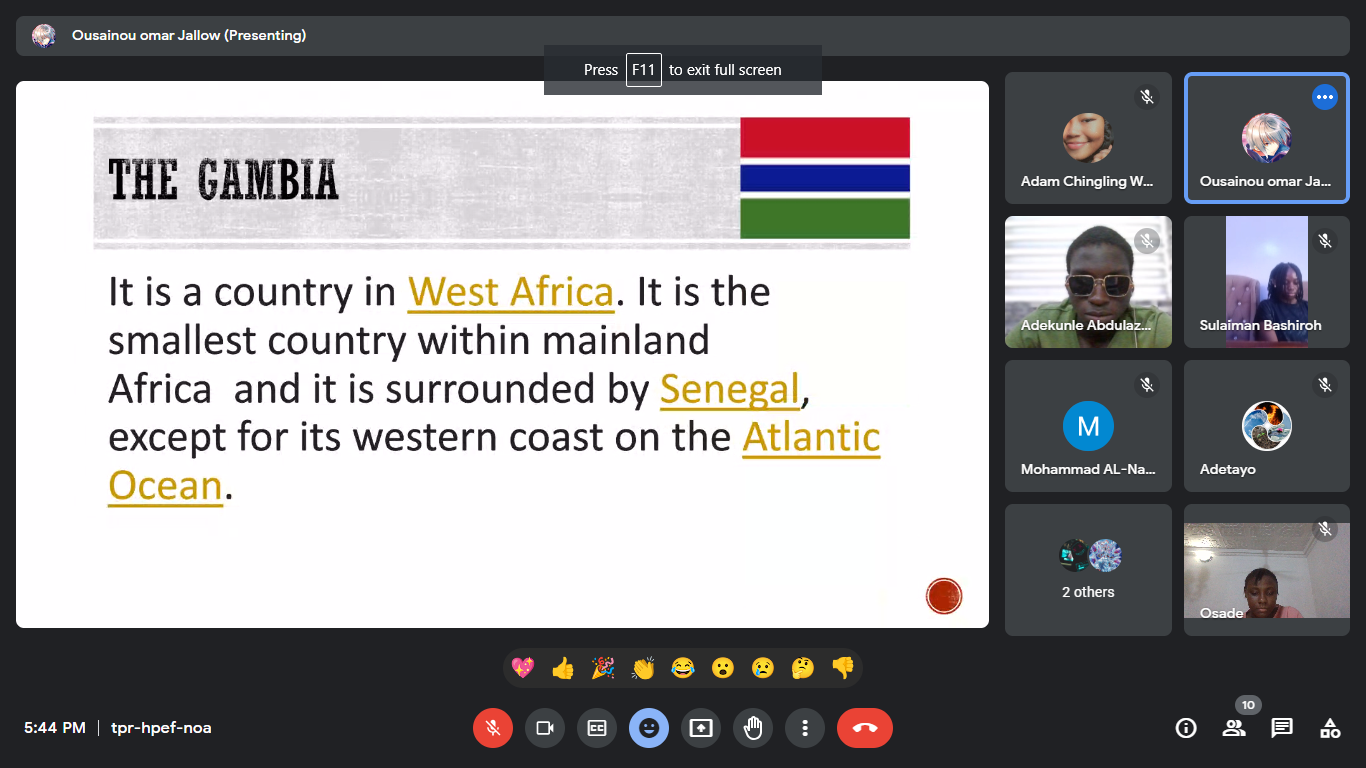 Ousainou omar Jallow (Presenting)
Press F11 to exit full screen
THE GAMBIA
It is a country in West Africa. It is the
smallest country within mainland
Africa and it is surrounded by Senegal,
except for its western coast on the Atlantic
Ocean.
Adam Chingling W...
Ousainou omar Ja...
Adekunle Abdulaz...
Sulaiman Bashiroh
M
Mohammad AL-Na...
Adetayo
2 others
Osade
5:44 PM | tpr-hpef-noa
CC
10